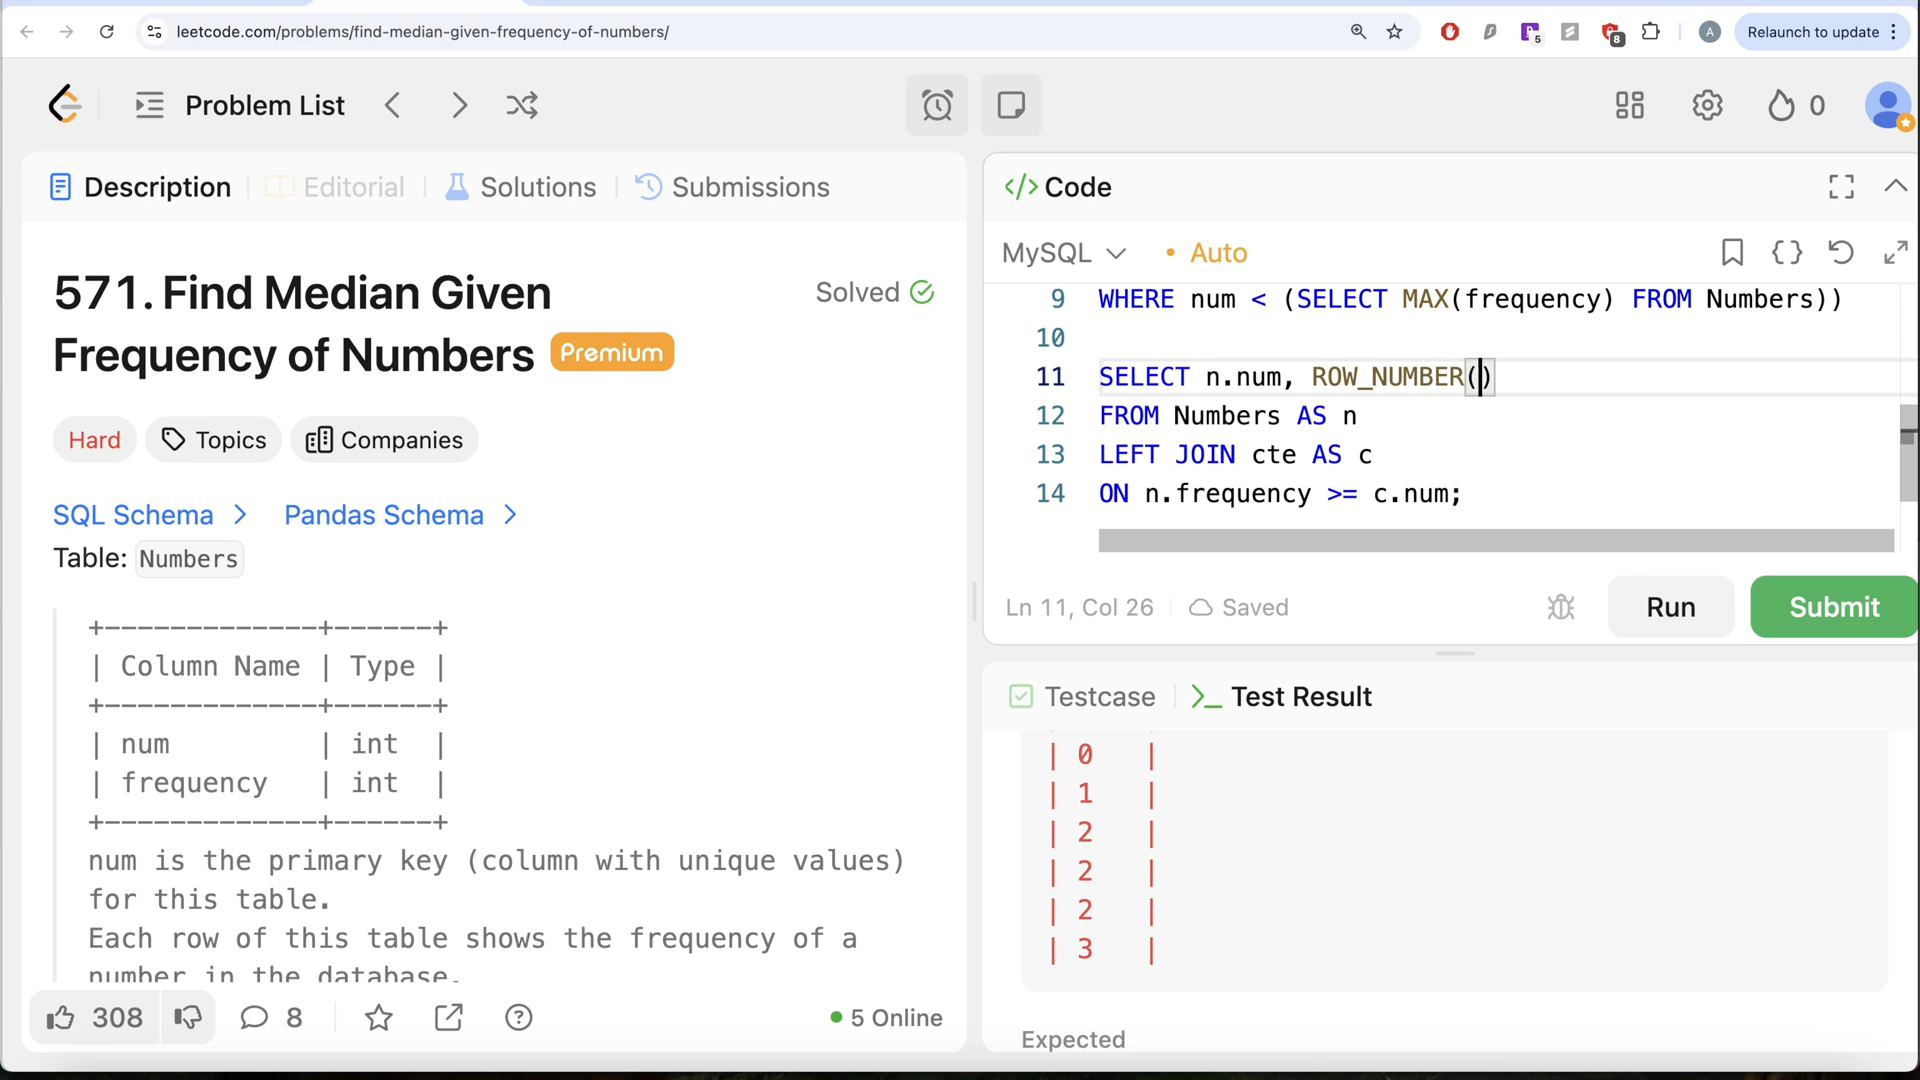 leetcode.com/problems/find-median-given-frequency-of-numbers/
5
8
A
Relaunch to update
Problem List
0
Description
Editorial
Solutions
Submissions
571. Find Median Given
Frequency of Numbers
Premium
Solved
Hard
Topics
Companies
SQL Schema >
Pandas Schema >
Table: Numbers
+-------------+------+
| Column Name | Type |
+-------------+------+
| num | int |
| frequency | int |
+-------------+------+
num is the primary key (column with unique values)
for this table.
Each row of this table shows the frequency of a
number in the database.
308
8
5 Online
</> Code
MySQL
• Auto
9 WHERE num < (SELECT MAX(frequency) FROM Numbers))
10
11 SELECT n.num, ROW_NUMBER()
12 FROM Numbers AS n
13 LEFT JOIN cte AS c
14 ON n.frequency >= c.num;
Ln 11, Col 26
Saved
Run
Submit
Testcase
>_ Test Result
| 0 |
| 1 |
| 2 |
| 2 |
| 2 |
| 3 |
Expected